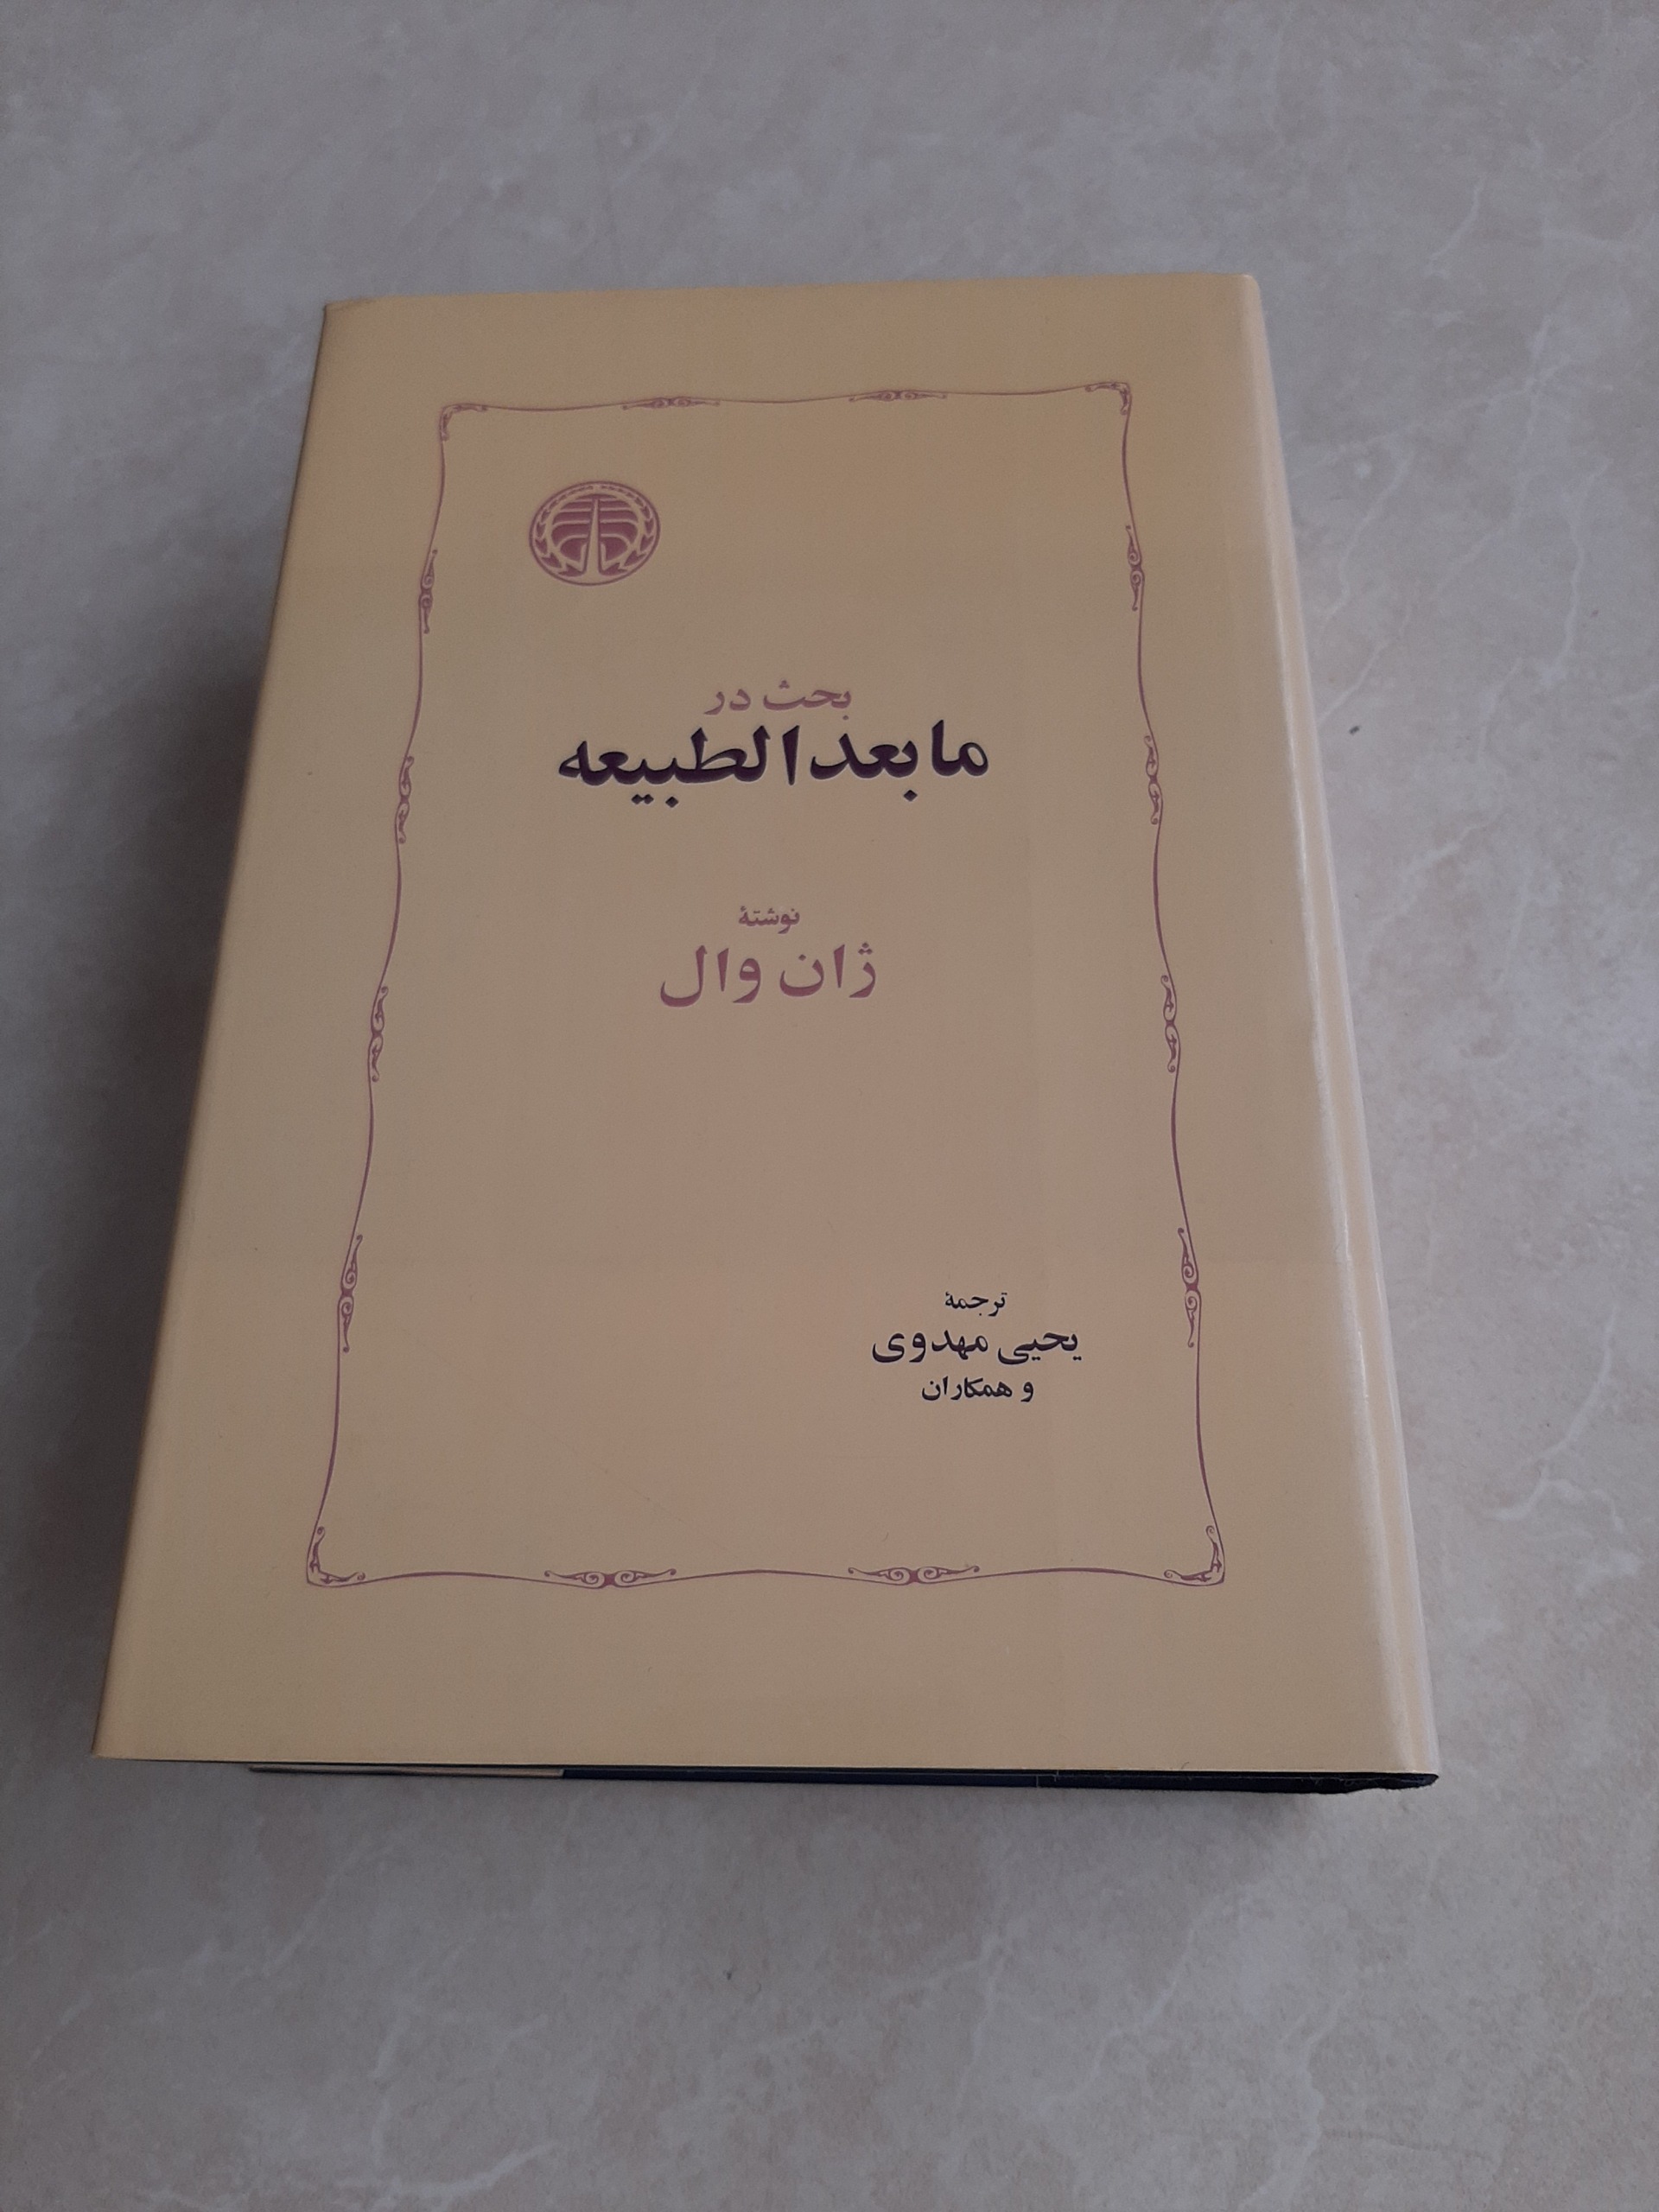 بحث در
مابعدالطبیعه
نوشتهٔ
ژان وال
ترجمهٔ
یحیی مهدوی
و همکاران